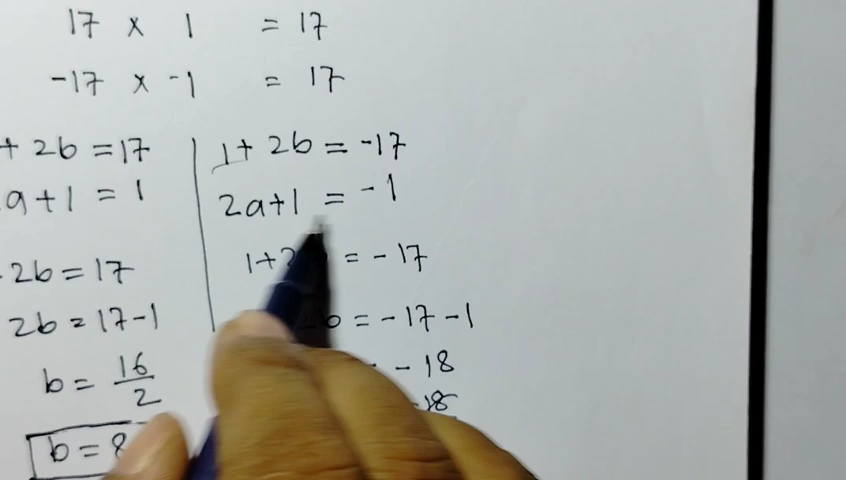 17 × 1 = 17
-17 × -1 = 17
+ 2b = 17
a + 1 = 1
2b = 17
2b = 17-1
b = 16/2
b = 8
1 + 2b = -17
2a+1 = -1
1+2 = -17
b = -17-1
-18
-18